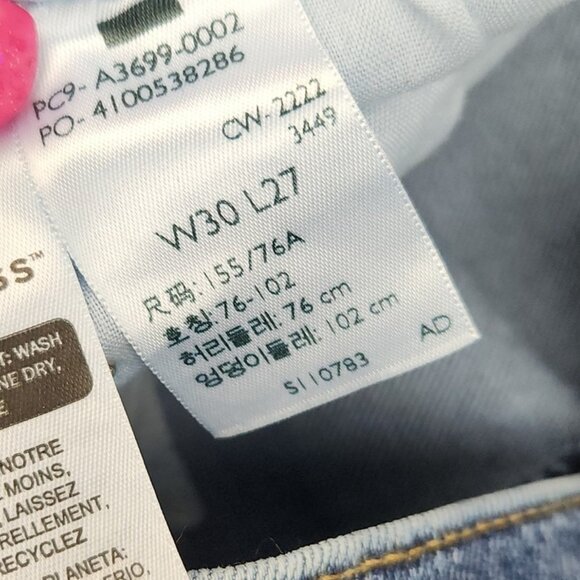 PC9-A3699-0002
PO-4100538286
CW-2222
3449
W30 L27
尺码:155/76A
호칭:76-102
허리둘레:76 cm
엉덩이둘레:102 cm
S110783 AD
SS™
T: WASH
NE DRY,
E
NOTRE
MOINS,
LAISSEZ
RELLEMENT,
RECYCLEZ
PLANETA:
FRIO,